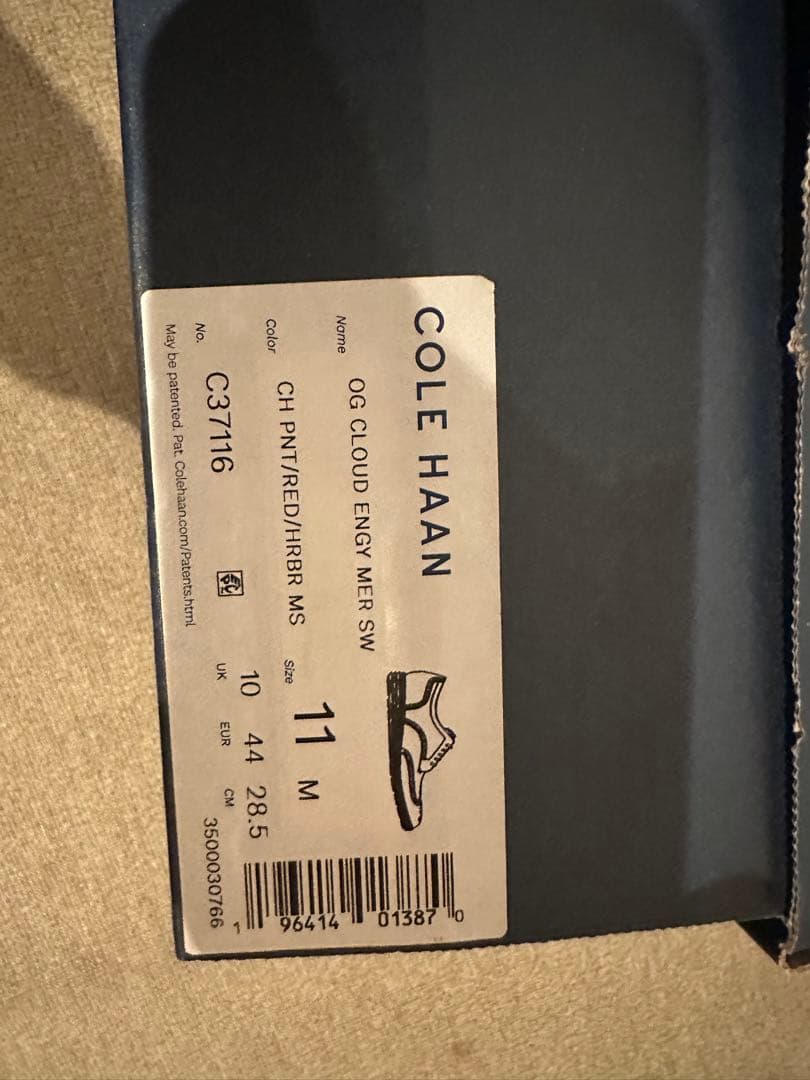 COLE HAAN
Name OG CLOUD ENGY MER SW
Color CH PNT/RED/HRBR MS
Size 11 M
No. C37116
10 44 28.5
UK EUR CM
May be patented. Pat. Colehaan.com/Patents.html
3500030766
1 96414 01387 0